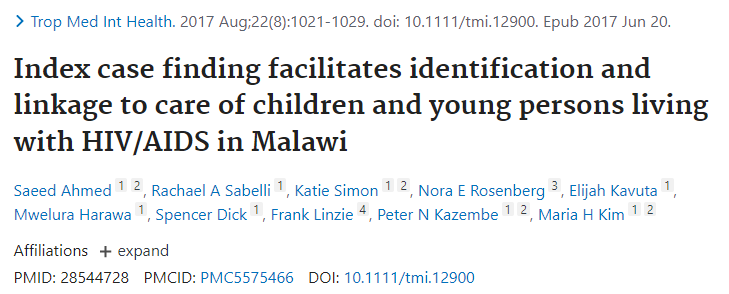 > Trop Med Int Health. 2017 Aug;22(8):1021-1029. doi: 10.1111/tmi.12900. Epub 2017 Jun 20.
Index case finding facilitates identification and
linkage to care of children and young persons living
with HIV/AIDS in Malawi
Saeed Ahmed 1 2, Rachael A Sabelli 1, Katie Simon 1 2, Nora E Rosenberg 3, Elijah Kavuta 1,
Mwelura Harawa 1, Spencer Dick 1, Frank Linzie 4, Peter N Kazembe 1 2, Maria H Kim 1 2
Affiliations + expand
PMID: 28544728 PMCID: PMC5575466 DOI: 10.1111/tmi.12900